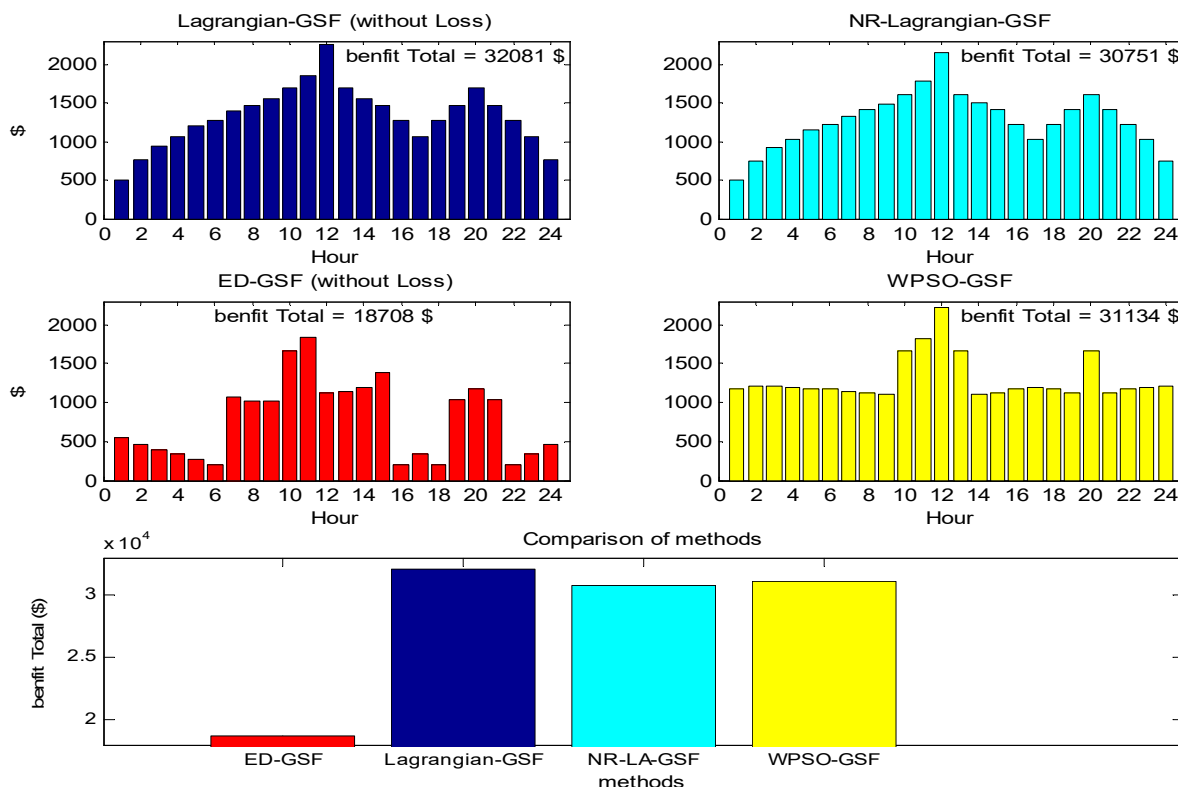 Lagrangian-GSF (without Loss)
benfit Total = 32081 $
2000
1500
1000
500
0
$
0 2 4 6 8 10 12 14 16 18 20 22 24
Hour
NR-Lagrangian-GSF
benfit Total = 30751 $
2000
1500
1000
500
0
0 2 4 6 8 10 12 14 16 18 20 22 24
Hour
ED-GSF (without Loss)
benfit Total = 18708 $
2000
1500
1000
500
0
$
0 2 4 6 8 10 12 14 16 18 20 22 24
Hour
WPSO-GSF
benfit Total = 31134 $
2000
1500
1000
500
0
0 2 4 6 8 10 12 14 16 18 20 22 24
Hour
x 10^4
Comparison of methods
3
2.5
2
benfit Total ($)
ED-GSF Lagrangian-GSF NR-LA-GSF WPSO-GSF
methods